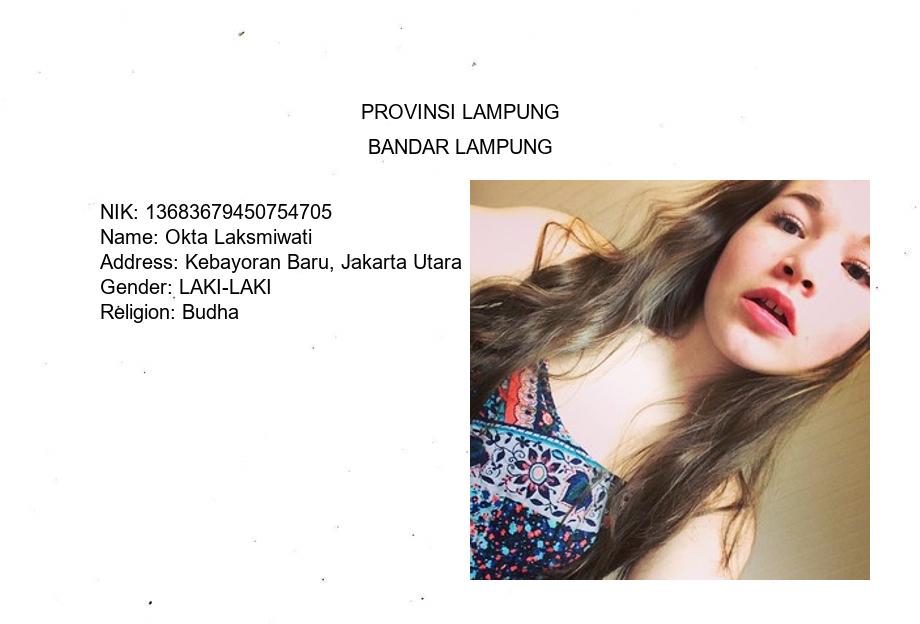 PROVINSI LAMPUNG
BANDAR LAMPUNG
NIK: 13683679450754705
Name: Okta Laksmiwati
Address: Kebayoran Baru, Jakarta Utara
Gender: LAKI-LAKI
Religion: Budha